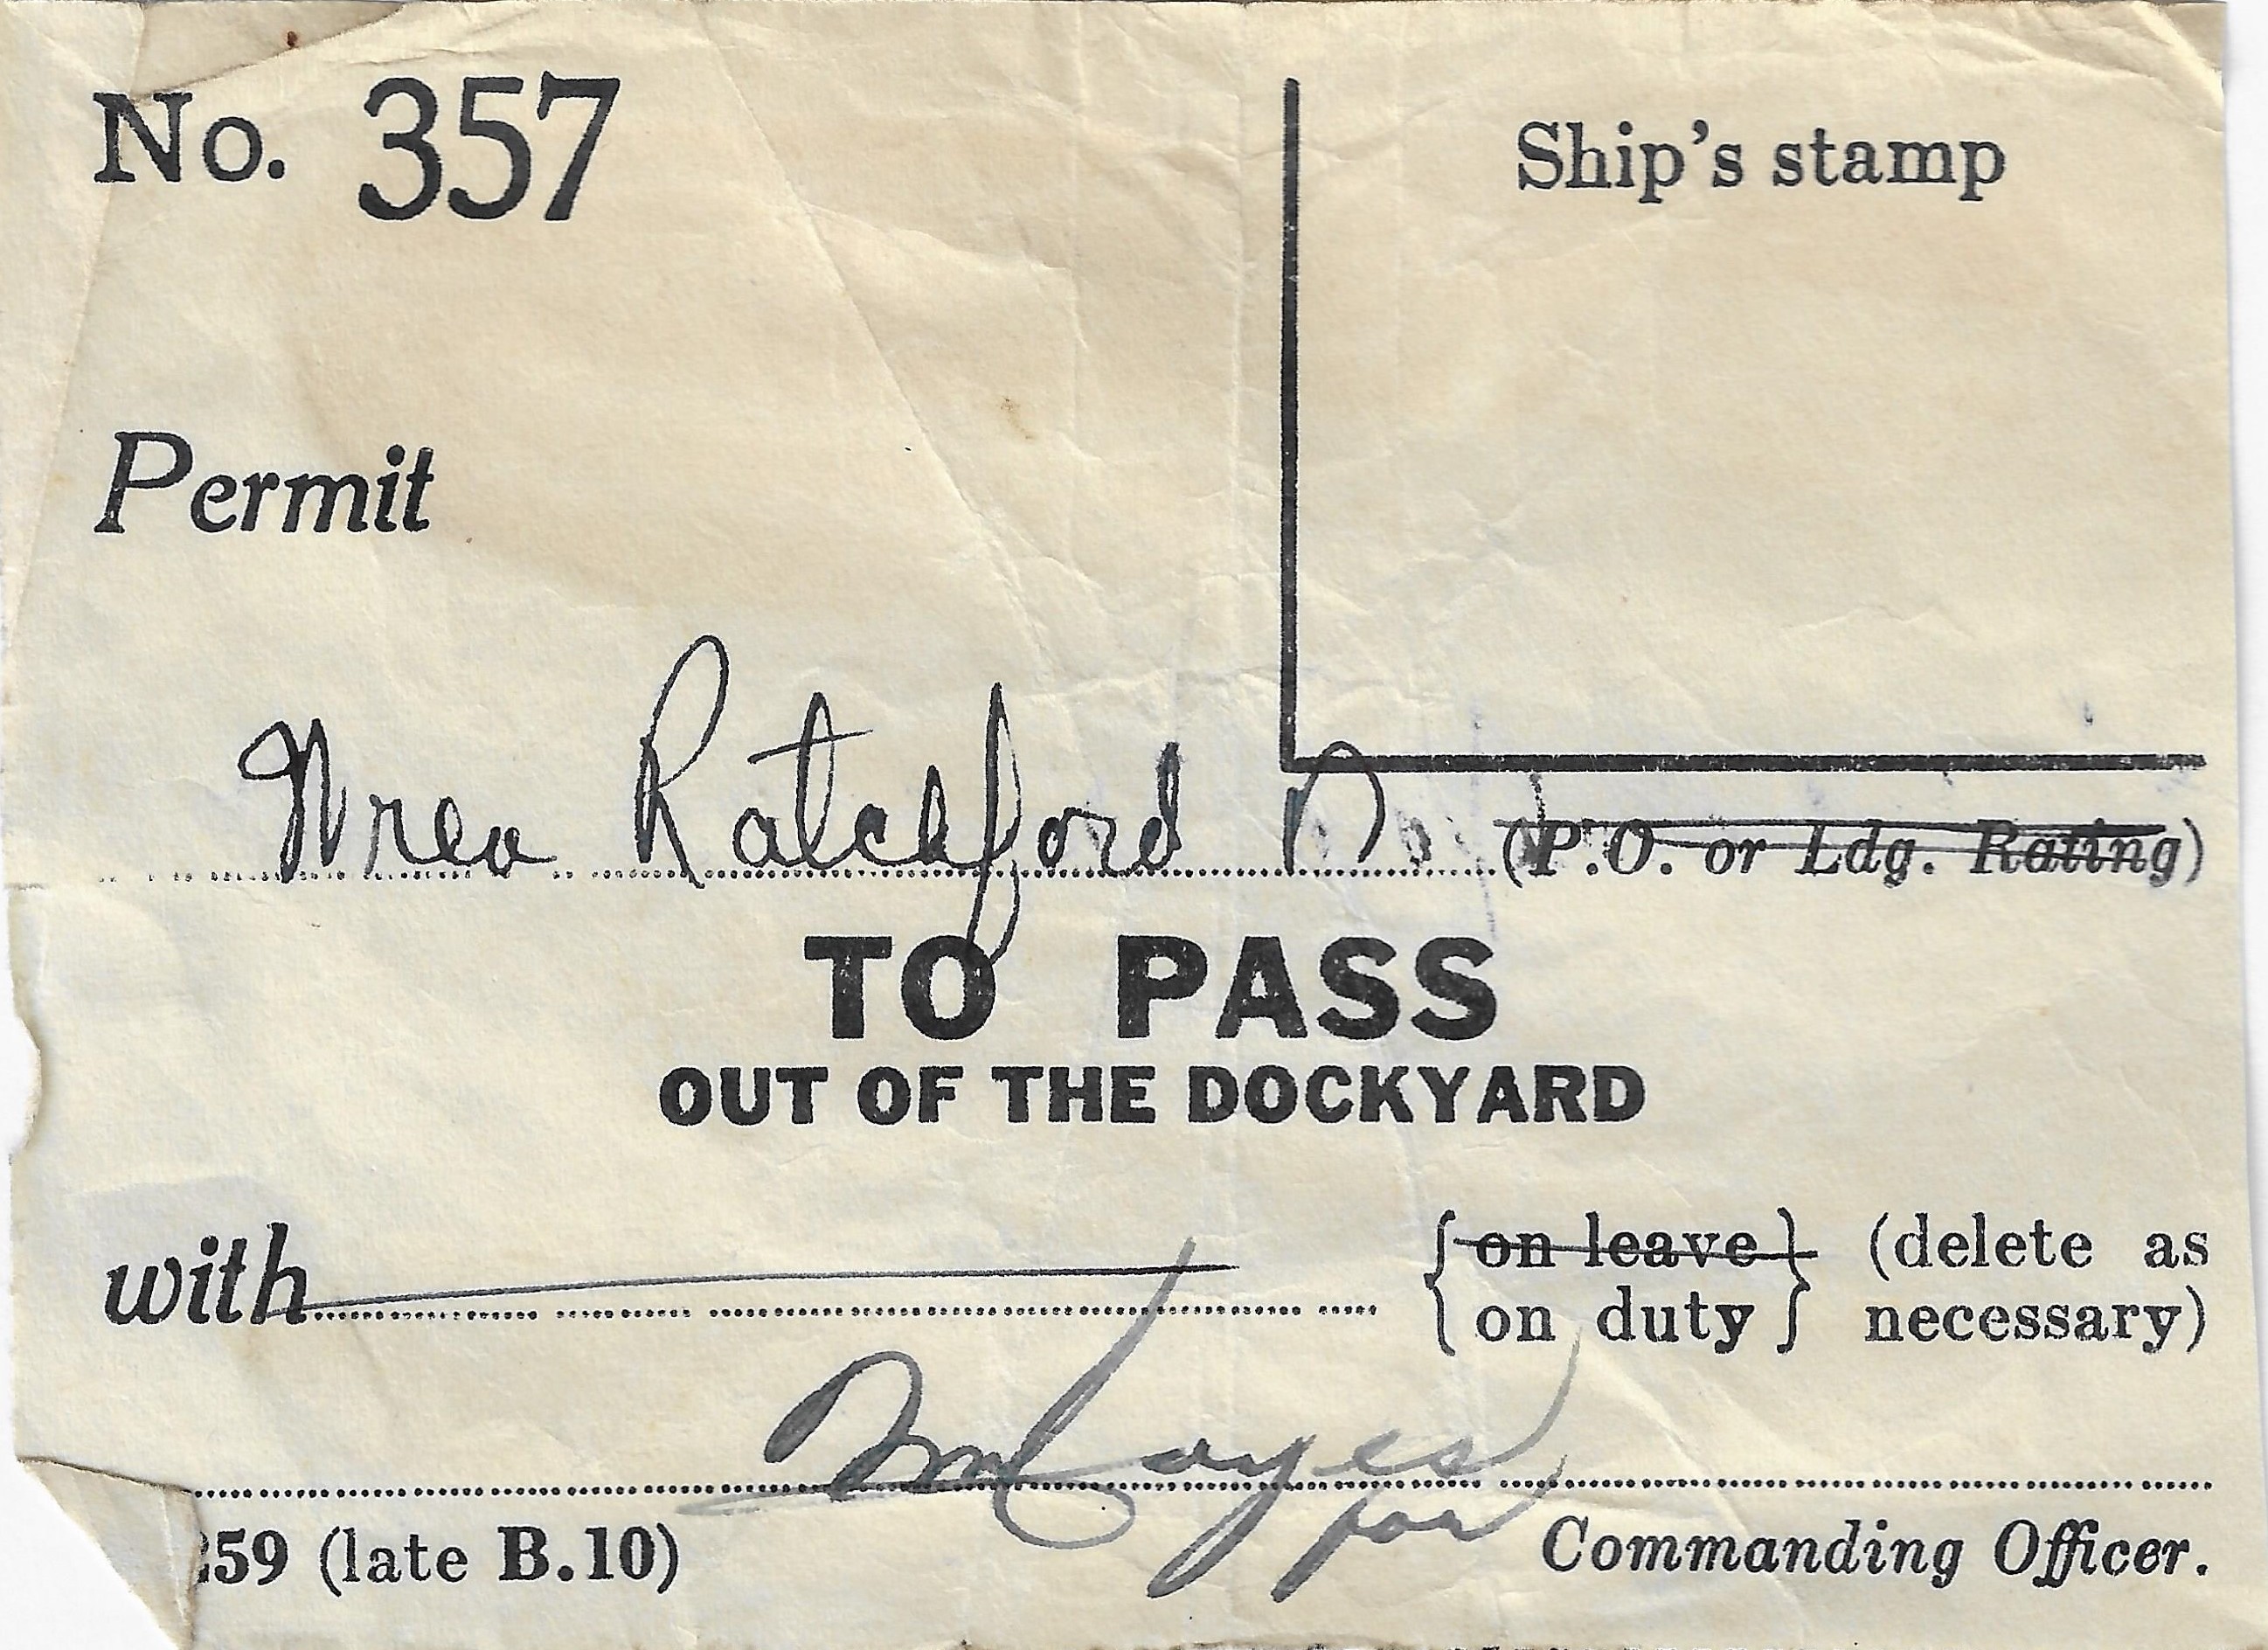 No. 357
Ship's stamp
Permit
Wren Ratchford D (P.O. or Ldg. Rating)
TO PASS
OUT OF THE DOCKYARD
with
on leave (delete as
on duty necessary)
for
259 (late B.10) Commanding Officer.